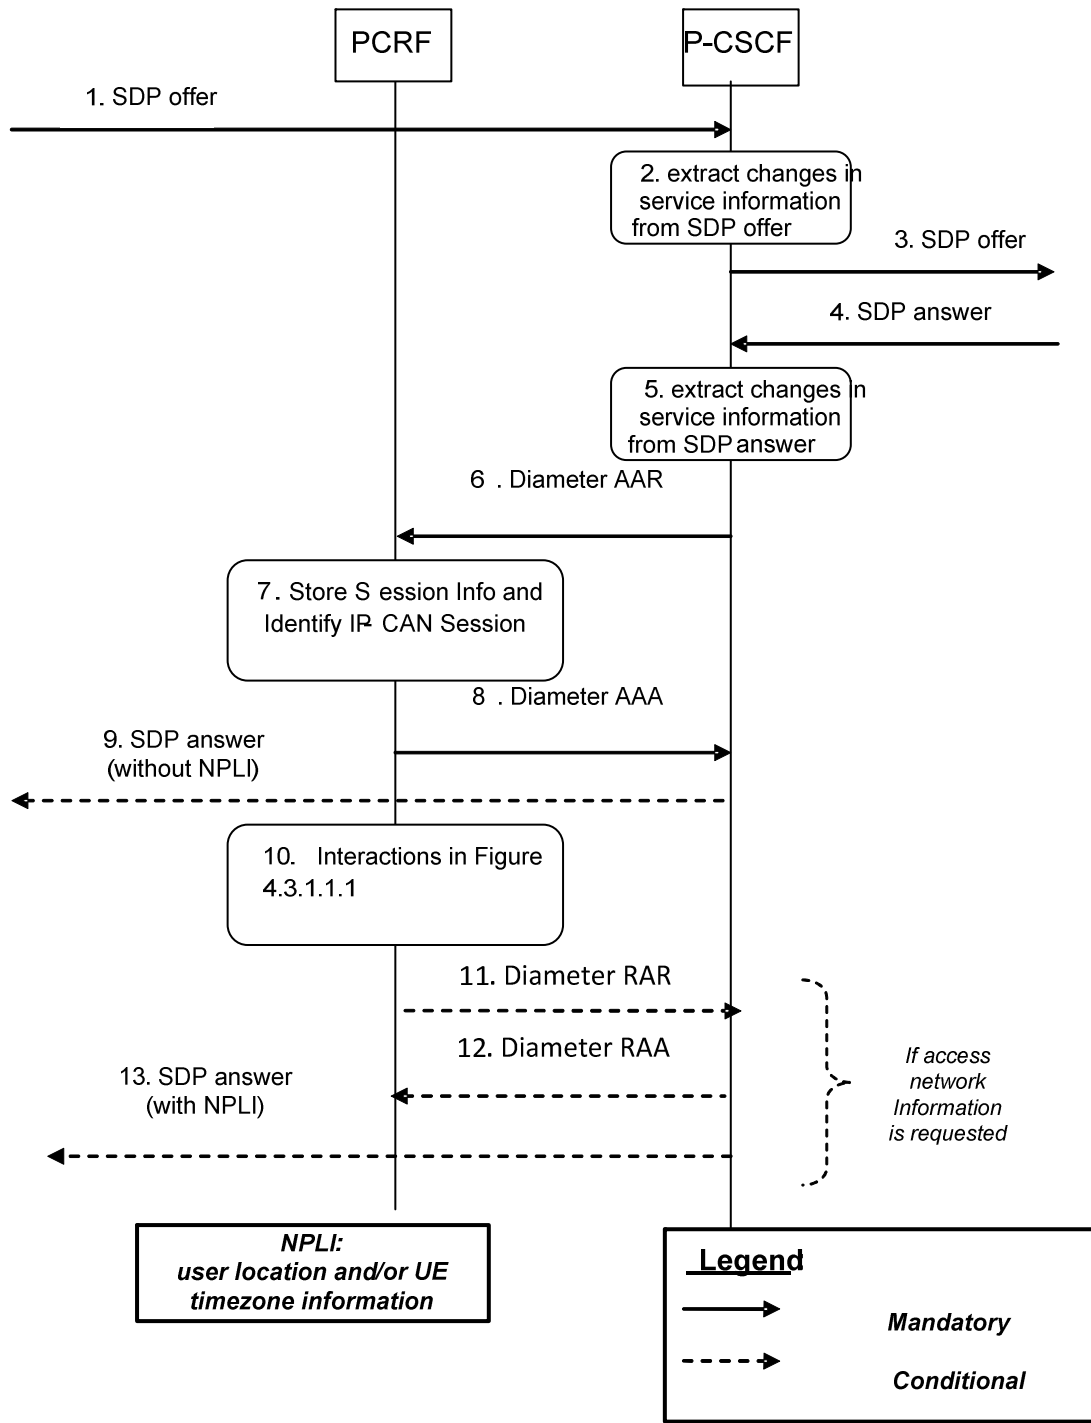 PCRF
P-CSCF
1. SDP offer
2. extract changes in
service information
from SDP offer
3. SDP offer
4. SDP answer
5. extract changes in
service information
from SDP answer
6 . Diameter AAR
7. Store S ession Info and
Identify IP- CAN Session
8 . Diameter AAA
9. SDP answer
(without NPLI)
10. Interactions in Figure
4.3.1.1.1
11. Diameter RAR
12. Diameter RAA
13. SDP answer
(with NPLI)
If access
network
Information
is requested
NPLI:
user location and/or UE
timezone information
Legend:
Mandatory
Conditional